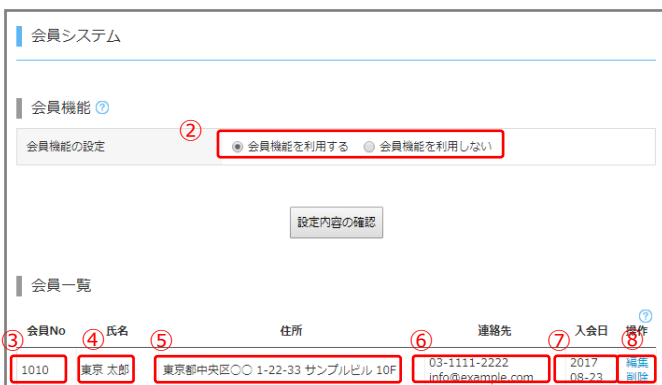 会員システム
会員機能 ?
②
会員機能の設定 会員機能を利用する 会員機能を利用しない
設定内容の確認
会員一覧
?
③ ④ ⑤ ⑥ ⑦ ⑧
会員No 氏名 住所 連絡先 入会日 操作
1010 東京 太郎 東京都中央区○○ 1-22-33 サンプルビル 10F 03-1111-2222 2017 編集
info@example.com 08-23 削除